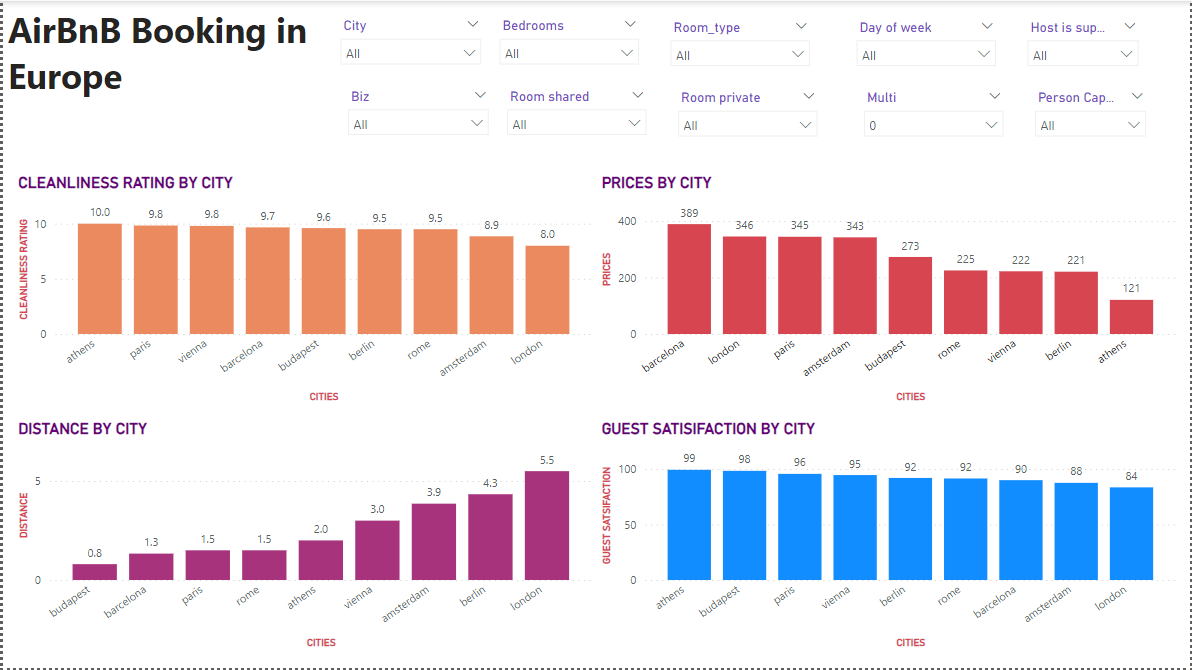 AirBnB Booking in
Europe
City
Bedrooms
Room_type
Day of week
Host is sup...
All
All
All
All
All
Biz
Room shared
Room private
Multi
Person Cap...
All
All
All
0
All
CLEANLINESS RATING BY CITY
CLEANLINESS RATING
10
5
0
10.0
9.8
9.8
9.7
9.6
9.5
9.5
8.9
8.0
athens
paris
vienna
barcelona
budapest
berlin
rome
amsterdam
london
CITIES
PRICES BY CITY
PRICES
400
200
0
389
346
345
343
273
225
222
221
121
barcelona
london
paris
amsterdam
budapest
rome
vienna
berlin
athens
CITIES
DISTANCE BY CITY
DISTANCE
5
0
0.8
1.3
1.5
1.5
2.0
3.0
3.9
4.3
5.5
budapest
barcelona
paris
rome
athens
vienna
amsterdam
berlin
london
CITIES
GUEST SATISIFACTION BY CITY
GUEST SATSIFACTION
100
50
0
99
98
96
95
92
92
90
88
84
athens
budapest
paris
vienna
berlin
rome
barcelona
amsterdam
london
CITIES